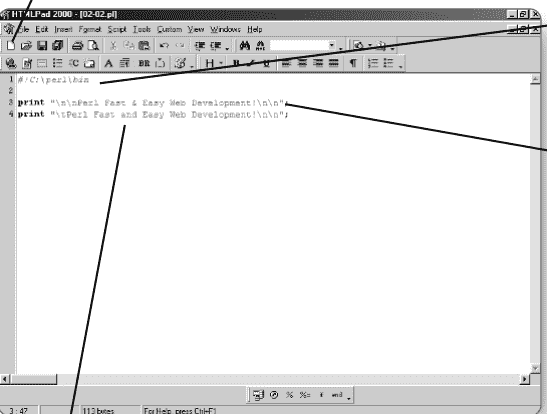 HTMLPad 2000 - [02-02.pl]
File Edit Insert Format Script Tools Custom View Windows Help
1 #!C:\perl\bin
2
3 print "\n\nPerl Fast & Easy Web Development!\n\n";
4 print "\tPerl Fast and Easy Web Development!\n\n";
3 : 47 113 bytes For Help, press Ctrl+F1